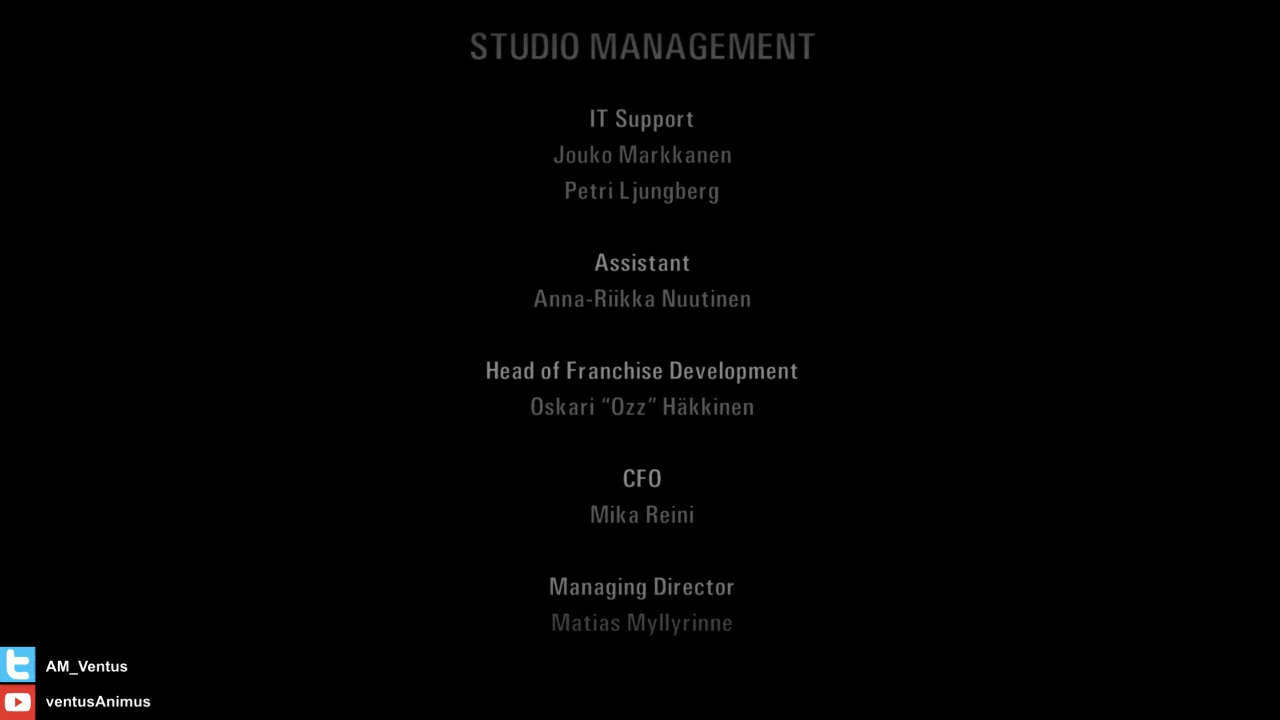 STUDIO MANAGEMENT
IT Support
Jouko Markkanen
Petri Ljungberg
Assistant
Anna-Riikka Nuutinen
Head of Franchise Development
Oskari “Ozz” Häkkinen
CFO
Mika Reini
Managing Director
Matias Myllyrinne
AM_Ventus
ventusAnimus